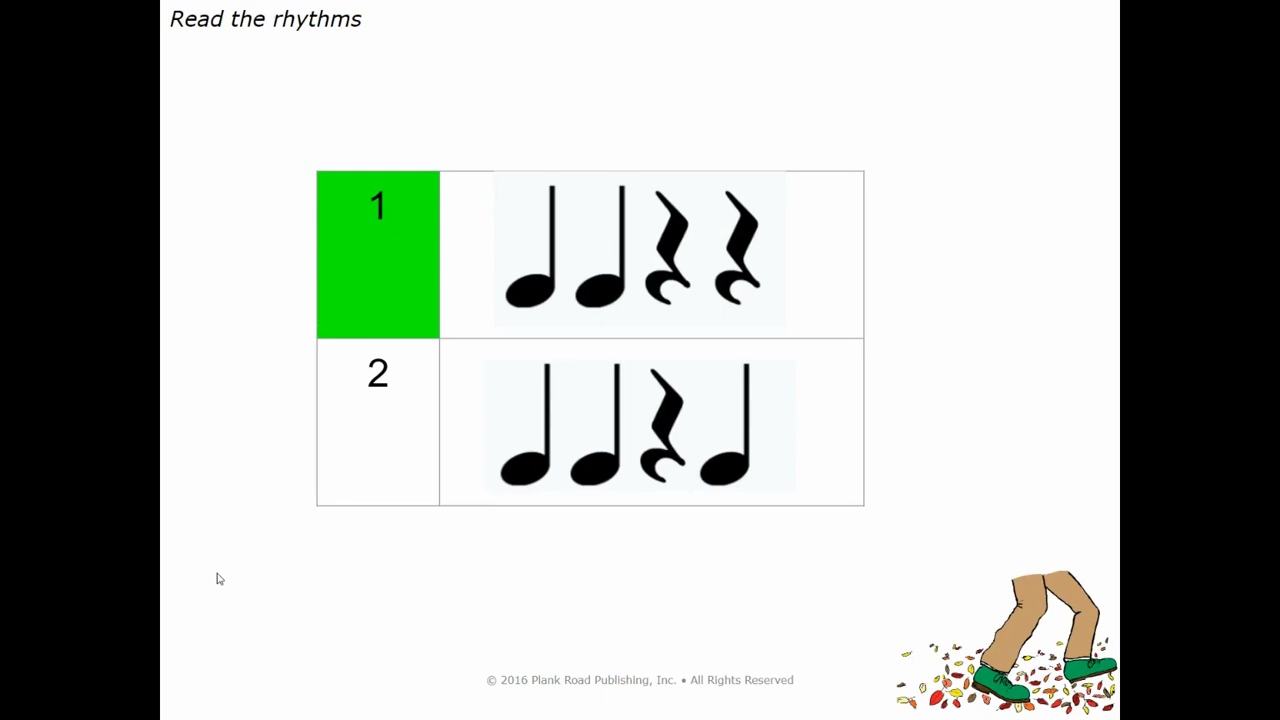 Read the rhythms
1
2
© 2016 Plank Road Publishing, Inc. • All Rights Reserved